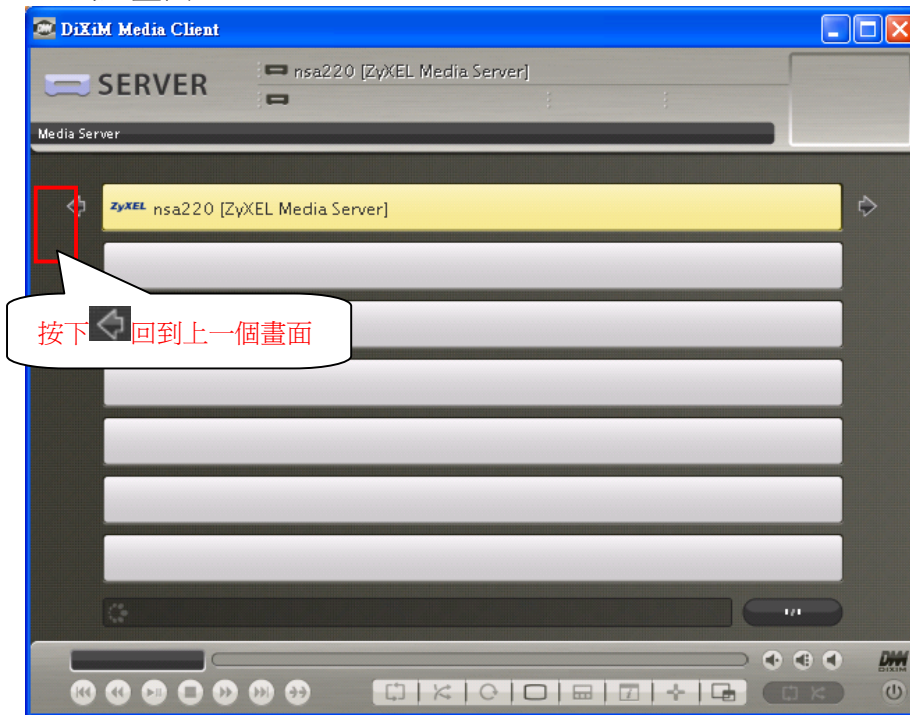 DiXiM Media Client
SERVER
nsa220 [ZyXEL Media Server]
Media Server
ZyXEL nsa220 [ZyXEL Media Server]
按下回到上一個畫面
1/1
DIXIM